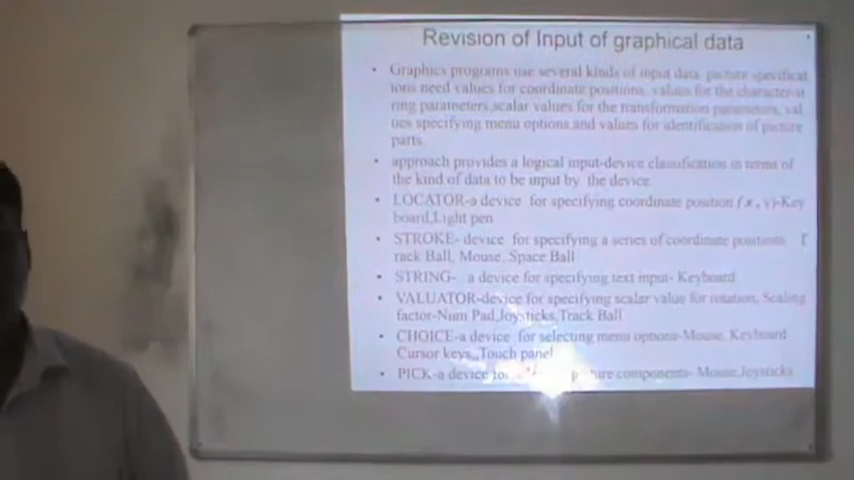 Revision of Input of graphical data
• Graphics programs use several kinds of input data picture specificat
ions need values for coordinate positions, values for the character-st
ring parameters scalar values for the transformation parameters, val
ues specifying menu options and values for identification of picture
parts.
• approach provides a logical input-device classification in terms of
the kind of data to be input by the device.
• LOCATOR-a device for specifying coordinate position (x, y)-Key
board,Light pen
• STROKE- device for specifying a series of coordinate positions T
rack Ball, Mouse, Space Ball
• STRING- a device for specifying text input- Keyboard
• VALUATOR-device for specifying scalar value for rotation, Scaling
factor-Num Pad,Joysticks,Track Ball
• CHOICE-a device for selecting menu options-Mouse, Keyboard
Cursor keys,,Touch panel
• PICK-a device components- Mouse,Joysticks